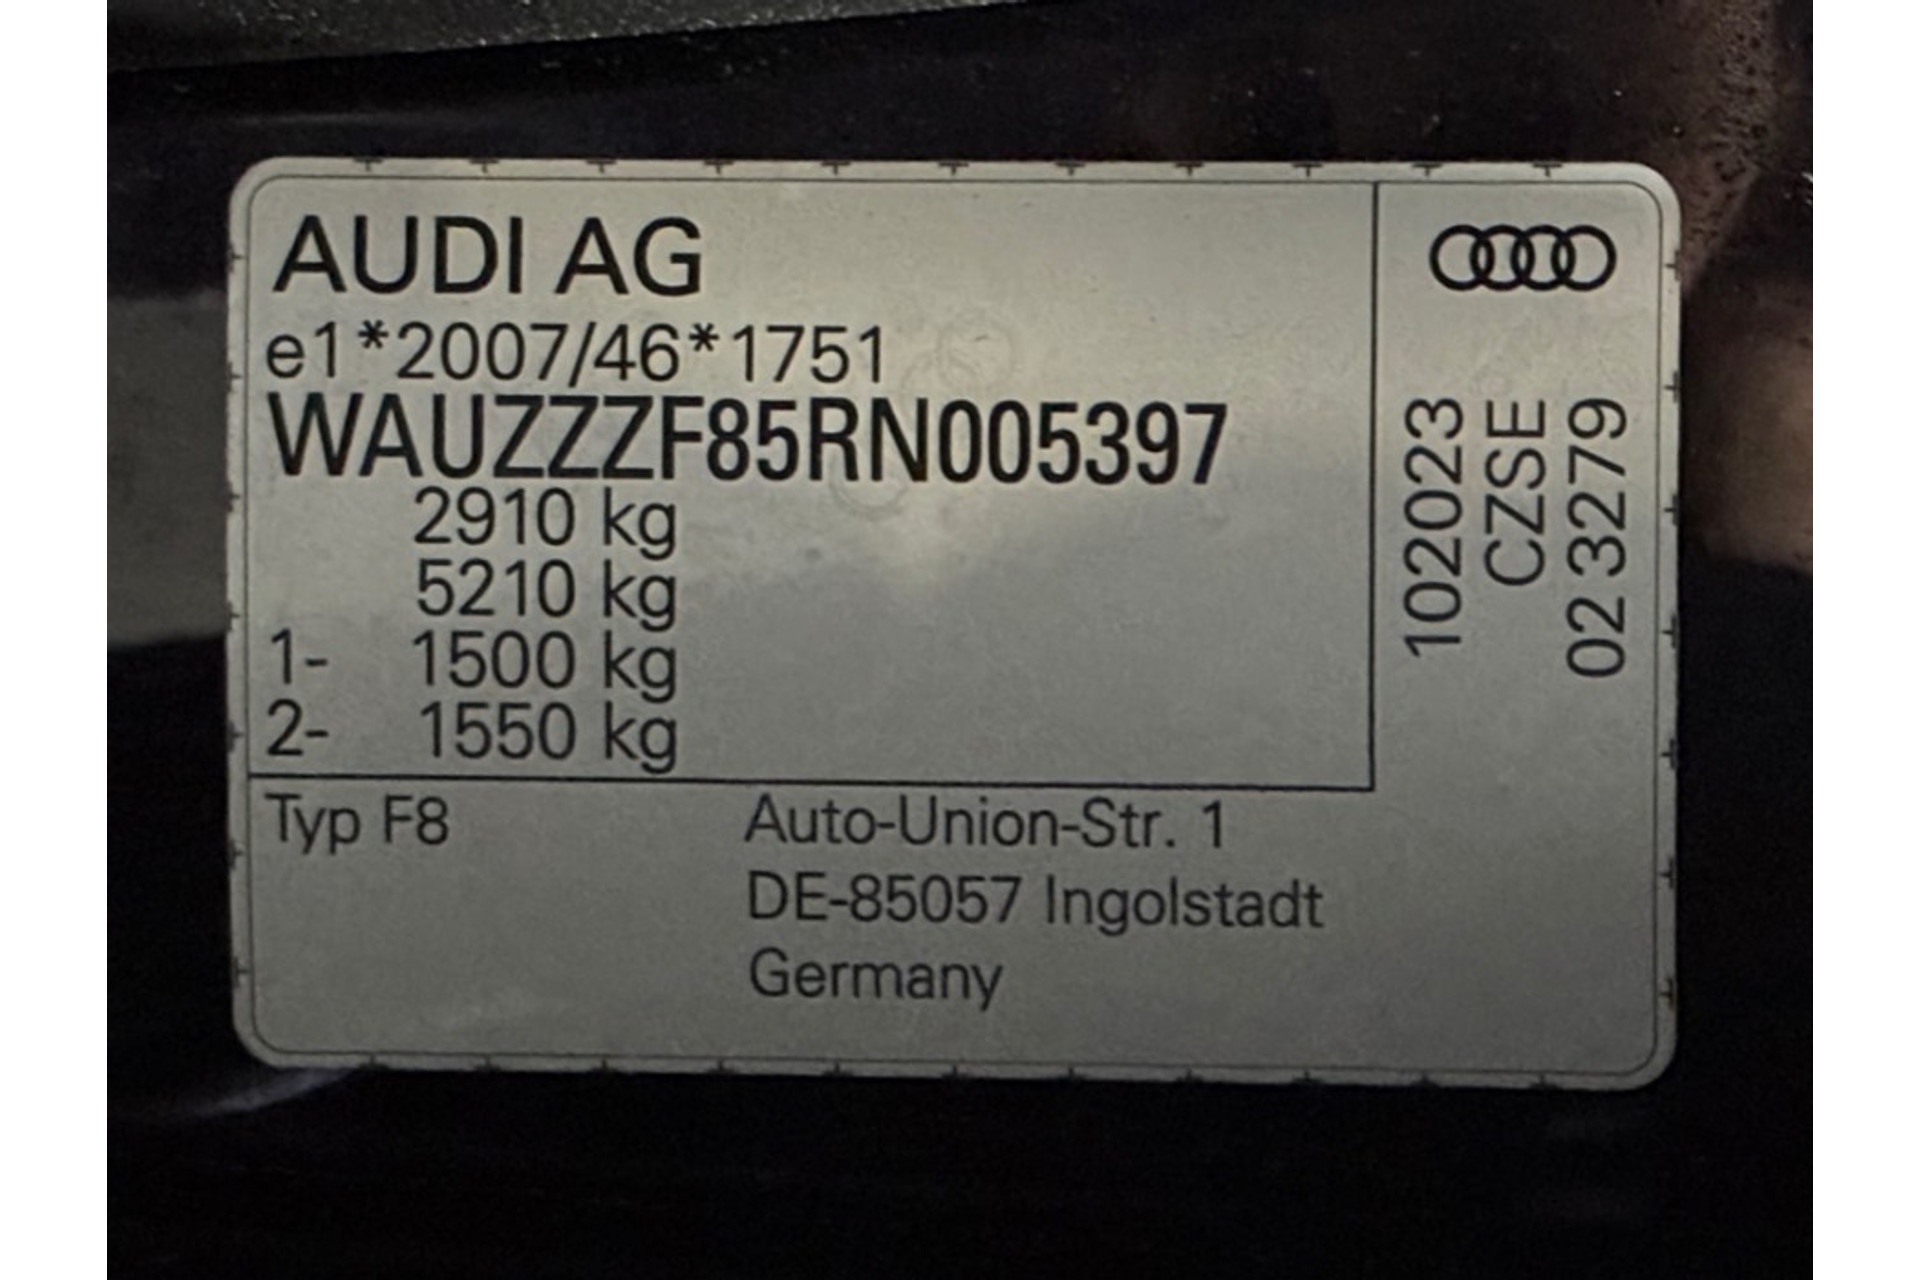 AUDI AG
e1*2007/46*1751
WAUZZZF85RN005397
2910 kg
5210 kg
1- 1500 kg
2- 1550 kg
Typ F8
Auto-Union-Str. 1
DE-85057 Ingolstadt
Germany
102023
CZSE
02 3279